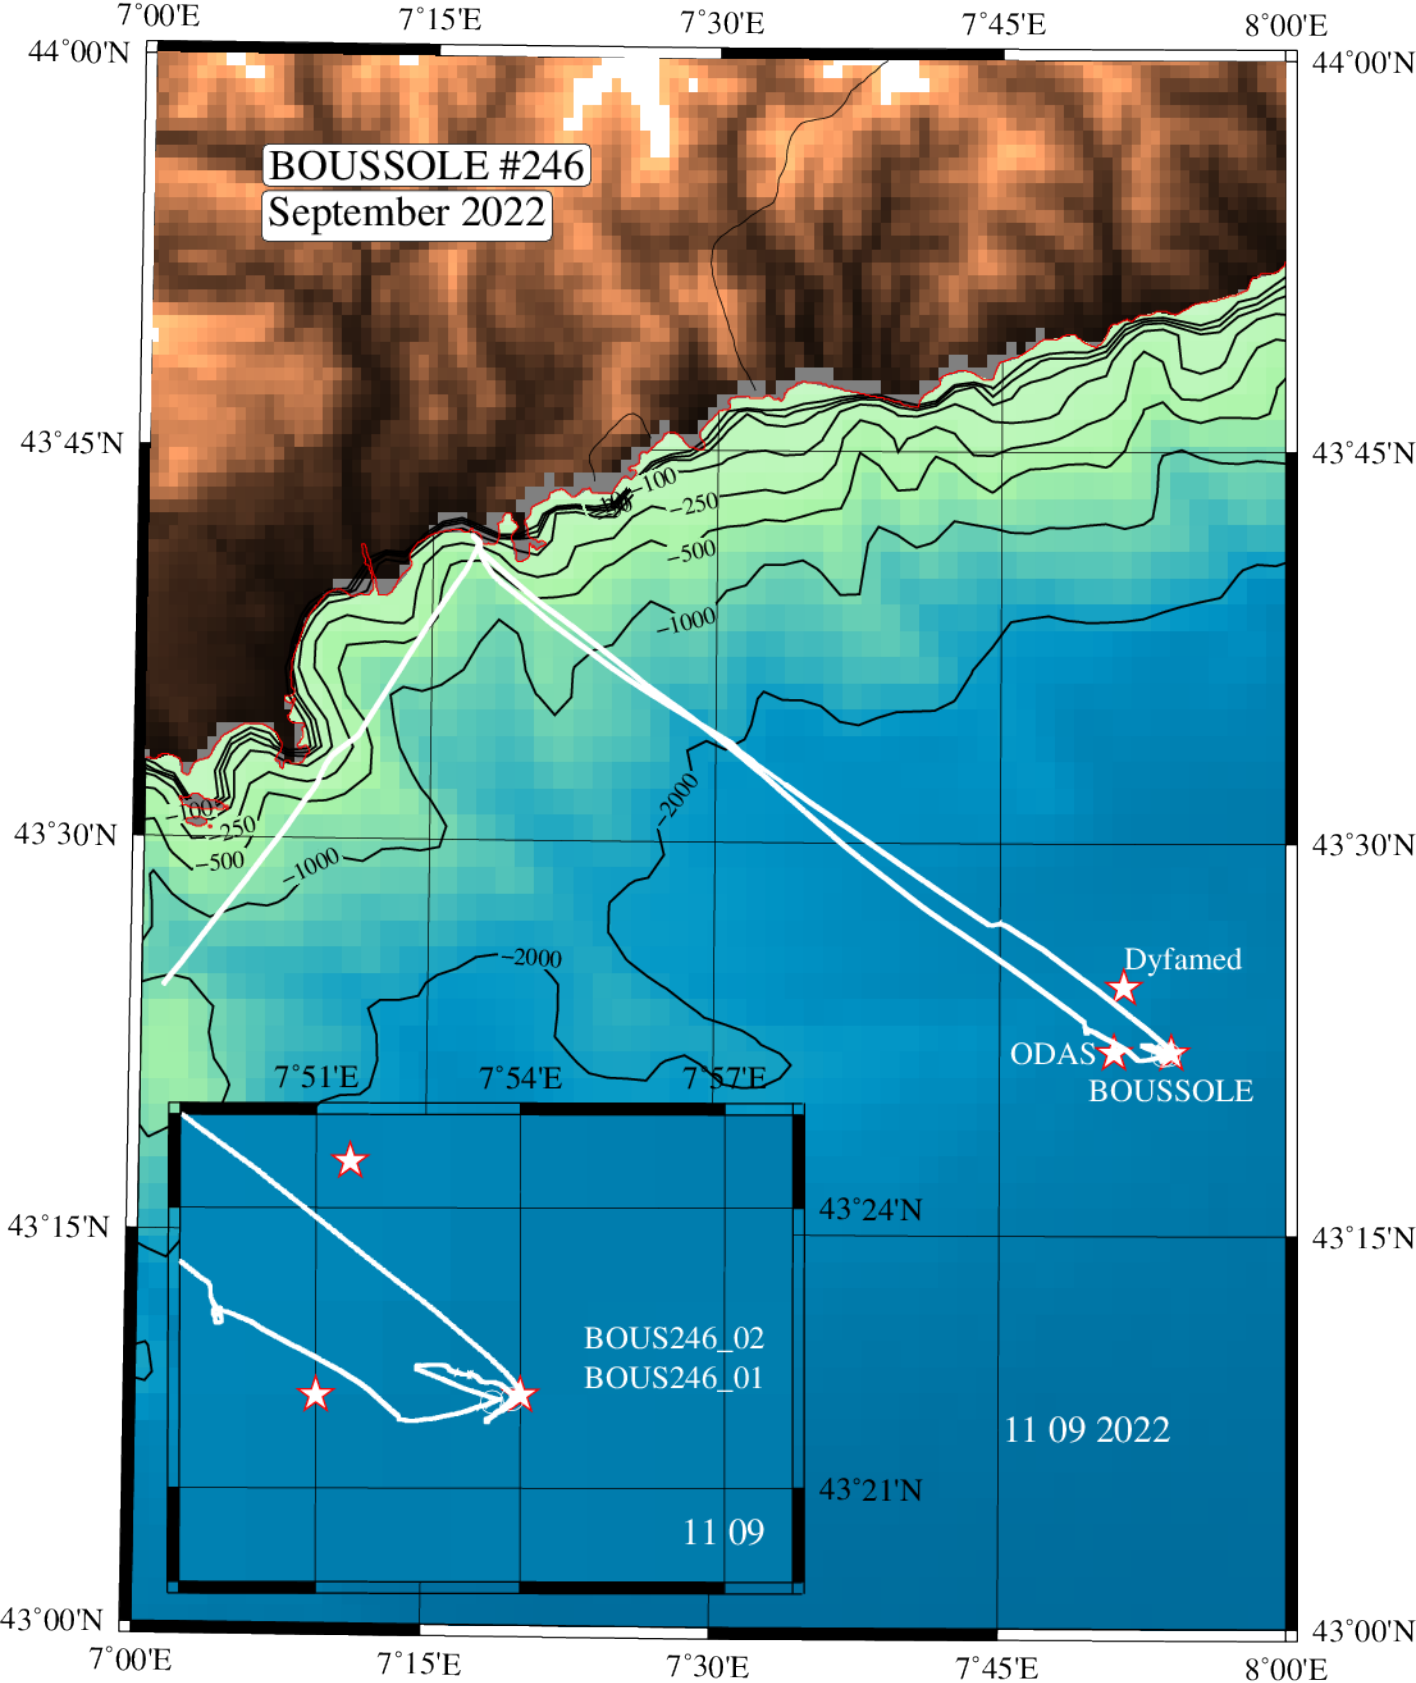 7°00'E 7°15'E 7°30'E 7°45'E 8°00'E
44°00'N 44°00'N
BOUSSOLE #246
September 2022
43°45'N 43°45'N
−100
−250
−500
−1000
−2000
−100
−250
−500
−1000
43°30'N 43°30'N
−2000
Dyfamed
ODAS
BOUSSOLE
7°51'E 7°54'E 7°57'E
43°24'N
43°15'N 43°15'N
BOUS246_02
BOUS246_01
11 09 2022
43°21'N
11 09
43°00'N 43°00'N
7°00'E 7°15'E 7°30'E 7°45'E 8°00'E